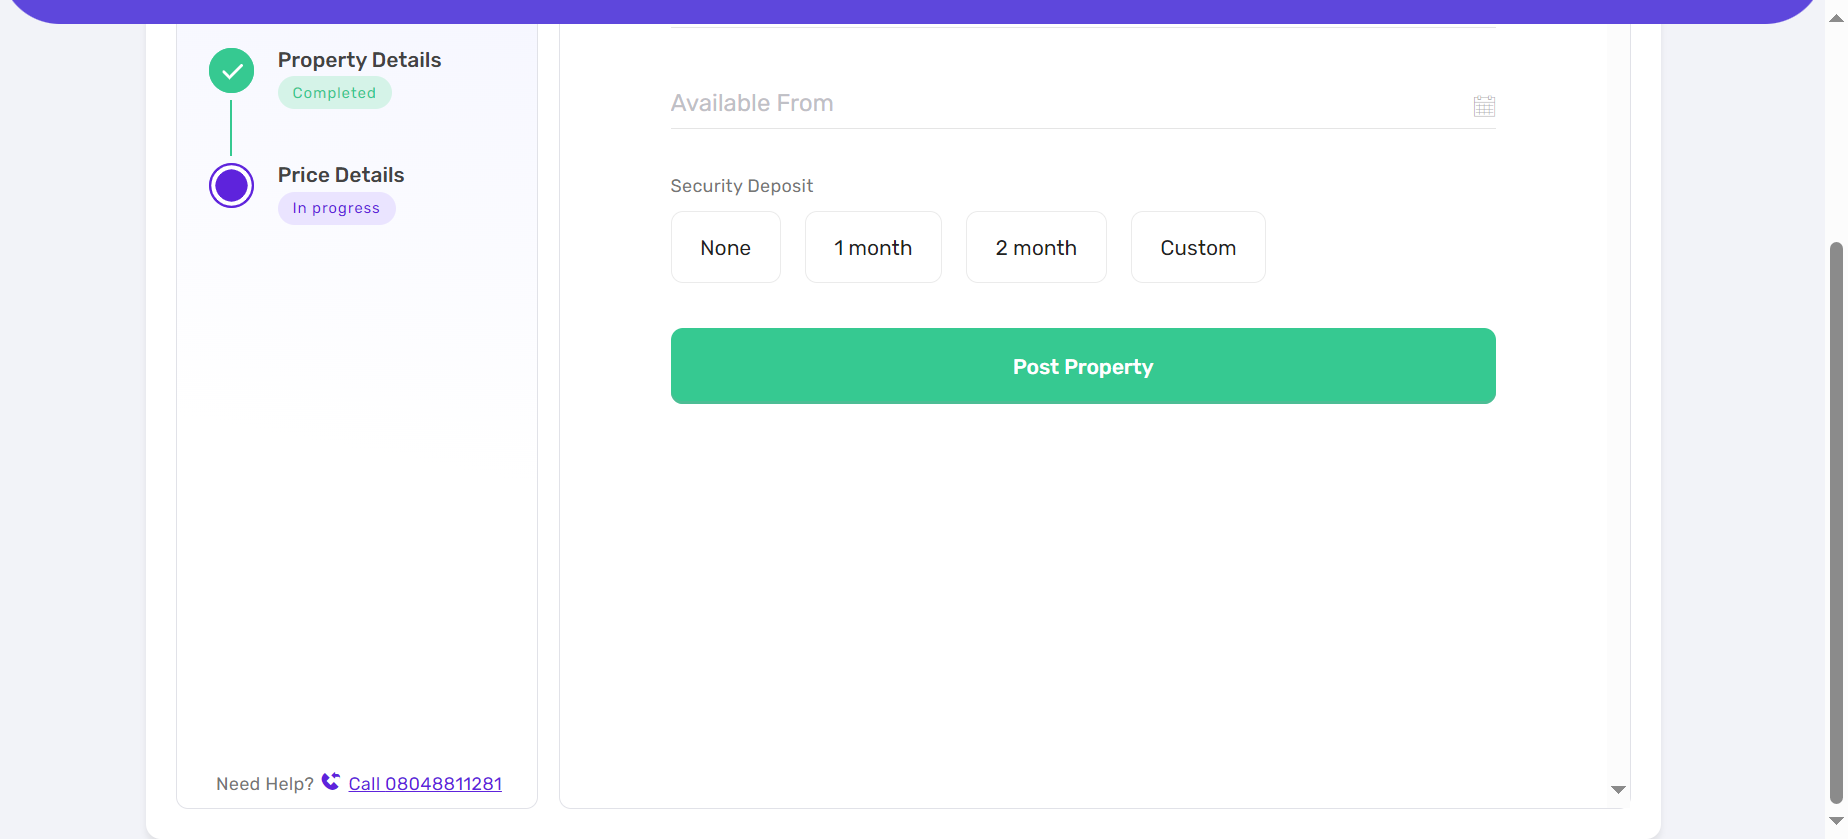 Property Details
Completed
Price Details
In progress
Need Help? Call 08048811281
Available From
Security Deposit
None
1 month
2 month
Custom
Post Property